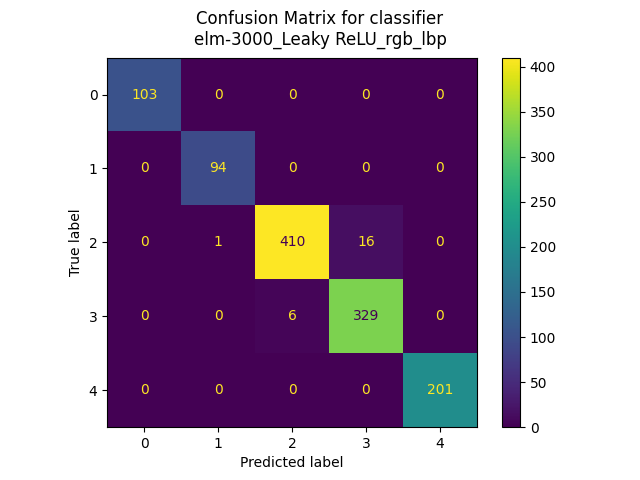 Confusion Matrix for classifier
elm-3000_Leaky ReLU_rgb_lbp
True label
0 103 0 0 0 0
1 0 94 0 0 0
2 0 1 410 16 0
3 0 0 6 329 0
4 0 0 0 0 201
0 1 2 3 4
Predicted label
400
350
300
250
200
150
100
50
0